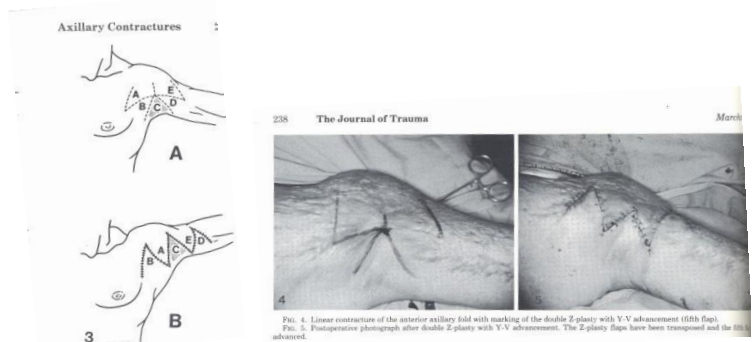 Axillary Contractures
A
B
C
D
E
A
B
A
C
E
D
B
3
238 The Journal of Trauma March
4
5
FIG. 4. Linear contracture of the anterior axillary fold with marking of the double Z-plasty with Y-V advancement (fifth flap).
FIG. 5. Postoperative photograph after double Z-plasty with Y-V advancement. The Z-plasty flaps have been transposed and the fifth
advanced.